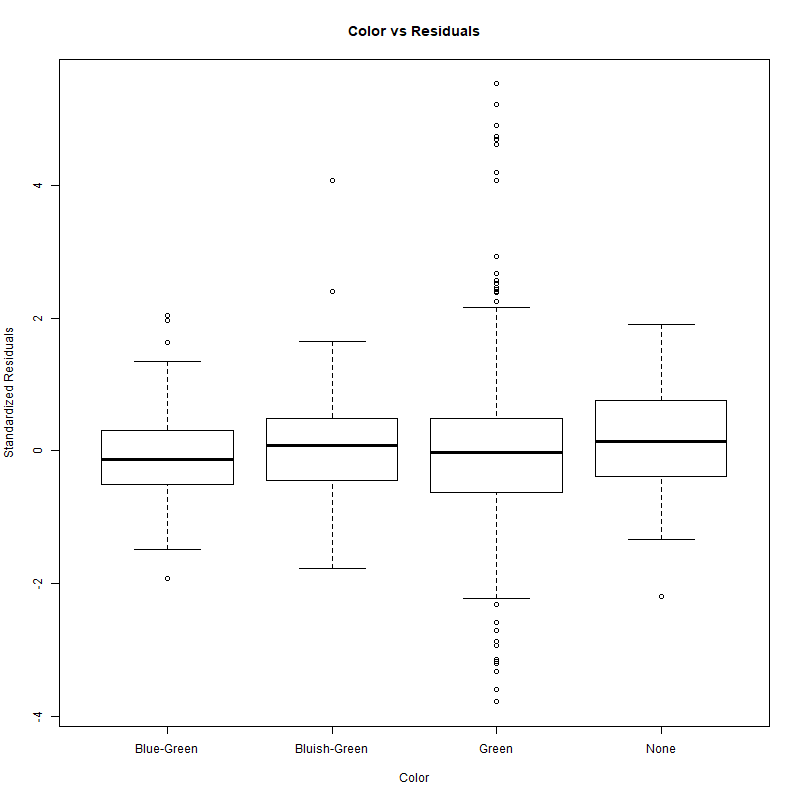 Color vs Residuals
Standardized Residuals
4
2
0
-2
-4
Blue-Green
Bluish-Green
Green
None
Color